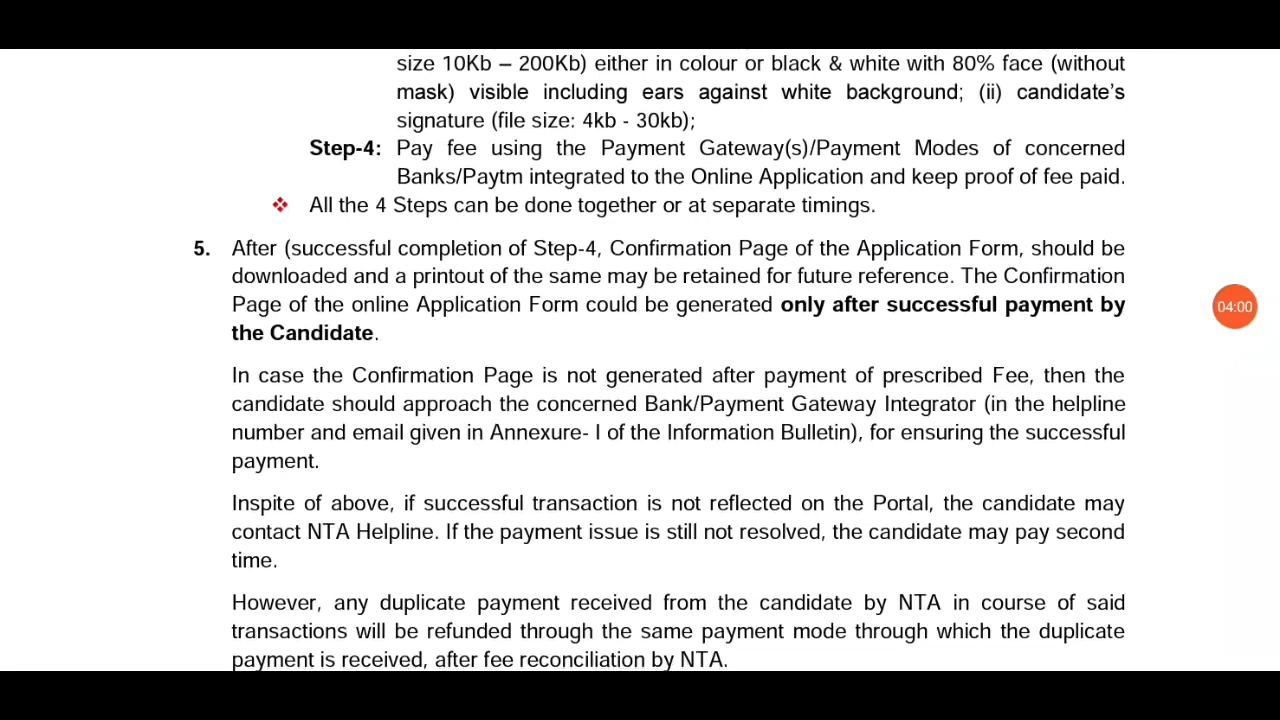 size 10Kb – 200Kb) either in colour or black & white with 80% face (without
mask) visible including ears against white background; (ii) candidate's
signature (file size: 4kb - 30kb);
Step-4: Pay fee using the Payment Gateway(s)/Payment Modes of concerned
Banks/Paytm integrated to the Online Application and keep proof of fee paid.
❖ All the 4 Steps can be done together or at separate timings.
5. After (successful completion of Step-4, Confirmation Page of the Application Form, should be
downloaded and a printout of the same may be retained for future reference. The Confirmation
Page of the online Application Form could be generated only after successful payment by
the Candidate.
04:00
In case the Confirmation Page is not generated after payment of prescribed Fee, then the
candidate should approach the concerned Bank/Payment Gateway Integrator (in the helpline
number and email given in Annexure- I of the Information Bulletin), for ensuring the successful
payment.
Inspite of above, if successful transaction is not reflected on the Portal, the candidate may
contact NTA Helpline. If the payment issue is still not resolved, the candidate may pay second
time.
However, any duplicate payment received from the candidate by NTA in course of said
transactions will be refunded through the same payment mode through which the duplicate
payment is received, after fee reconciliation by NTA.